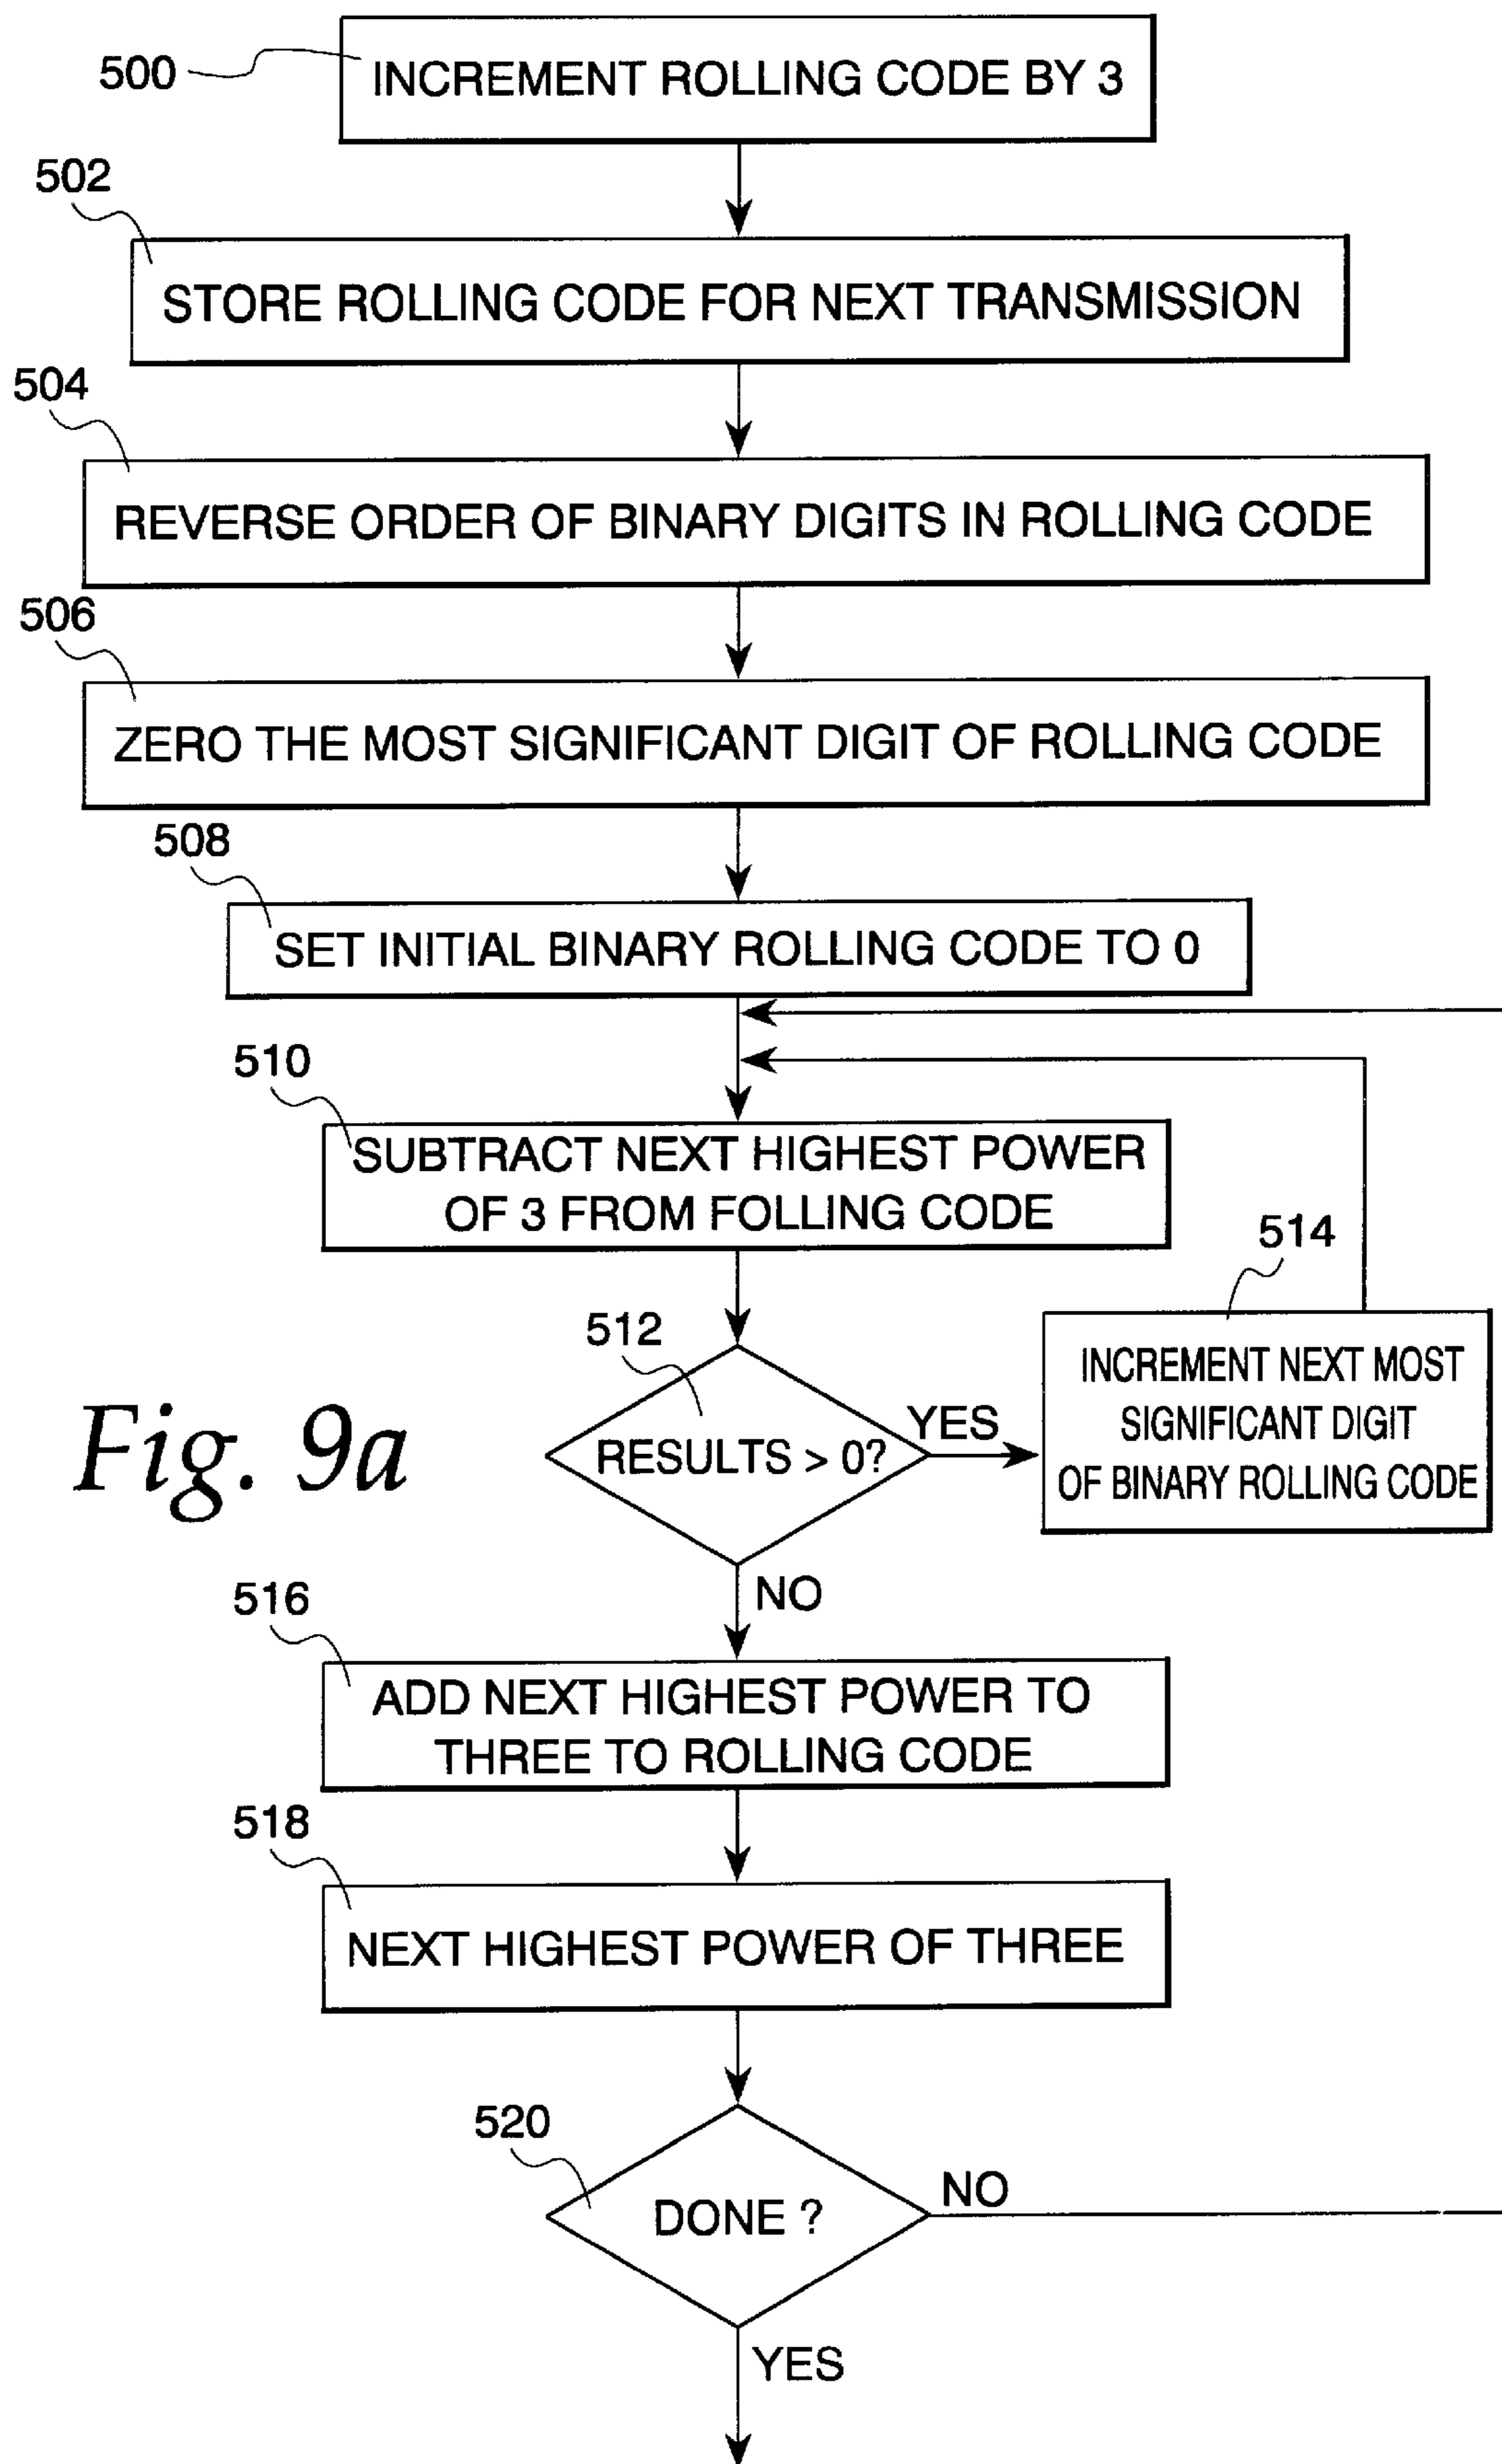 500
INCREMENT ROLLING CODE BY 3
502
STORE ROLLING CODE FOR NEXT TRANSMISSION
504
REVERSE ORDER OF BINARY DIGITS IN ROLLING CODE
506
ZERO THE MOST SIGNIFICANT DIGIT OF ROLLING CODE
508
SET INITIAL BINARY ROLLING CODE TO 0
510
SUBTRACT NEXT HIGHEST POWER
OF 3 FROM FOLLING CODE
512
RESULTS > 0?
YES
514
INCREMENT NEXT MOST
SIGNIFICANT DIGIT
OF BINARY ROLLING CODE
Fig. 9a
NO
516
ADD NEXT HIGHEST POWER TO
THREE TO ROLLING CODE
518
NEXT HIGHEST POWER OF THREE
520
DONE ?
NO
YES